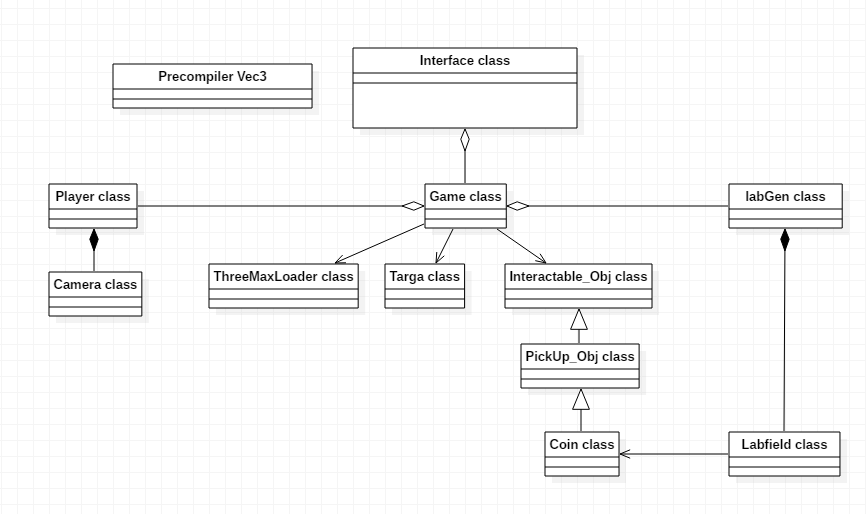 Interface class
Precompiler Vec3
Player class
Game class
labGen class
Camera class
ThreeMaxLoader class
Targa class
Interactable_Obj class
PickUp_Obj class
Coin class
Labfield class